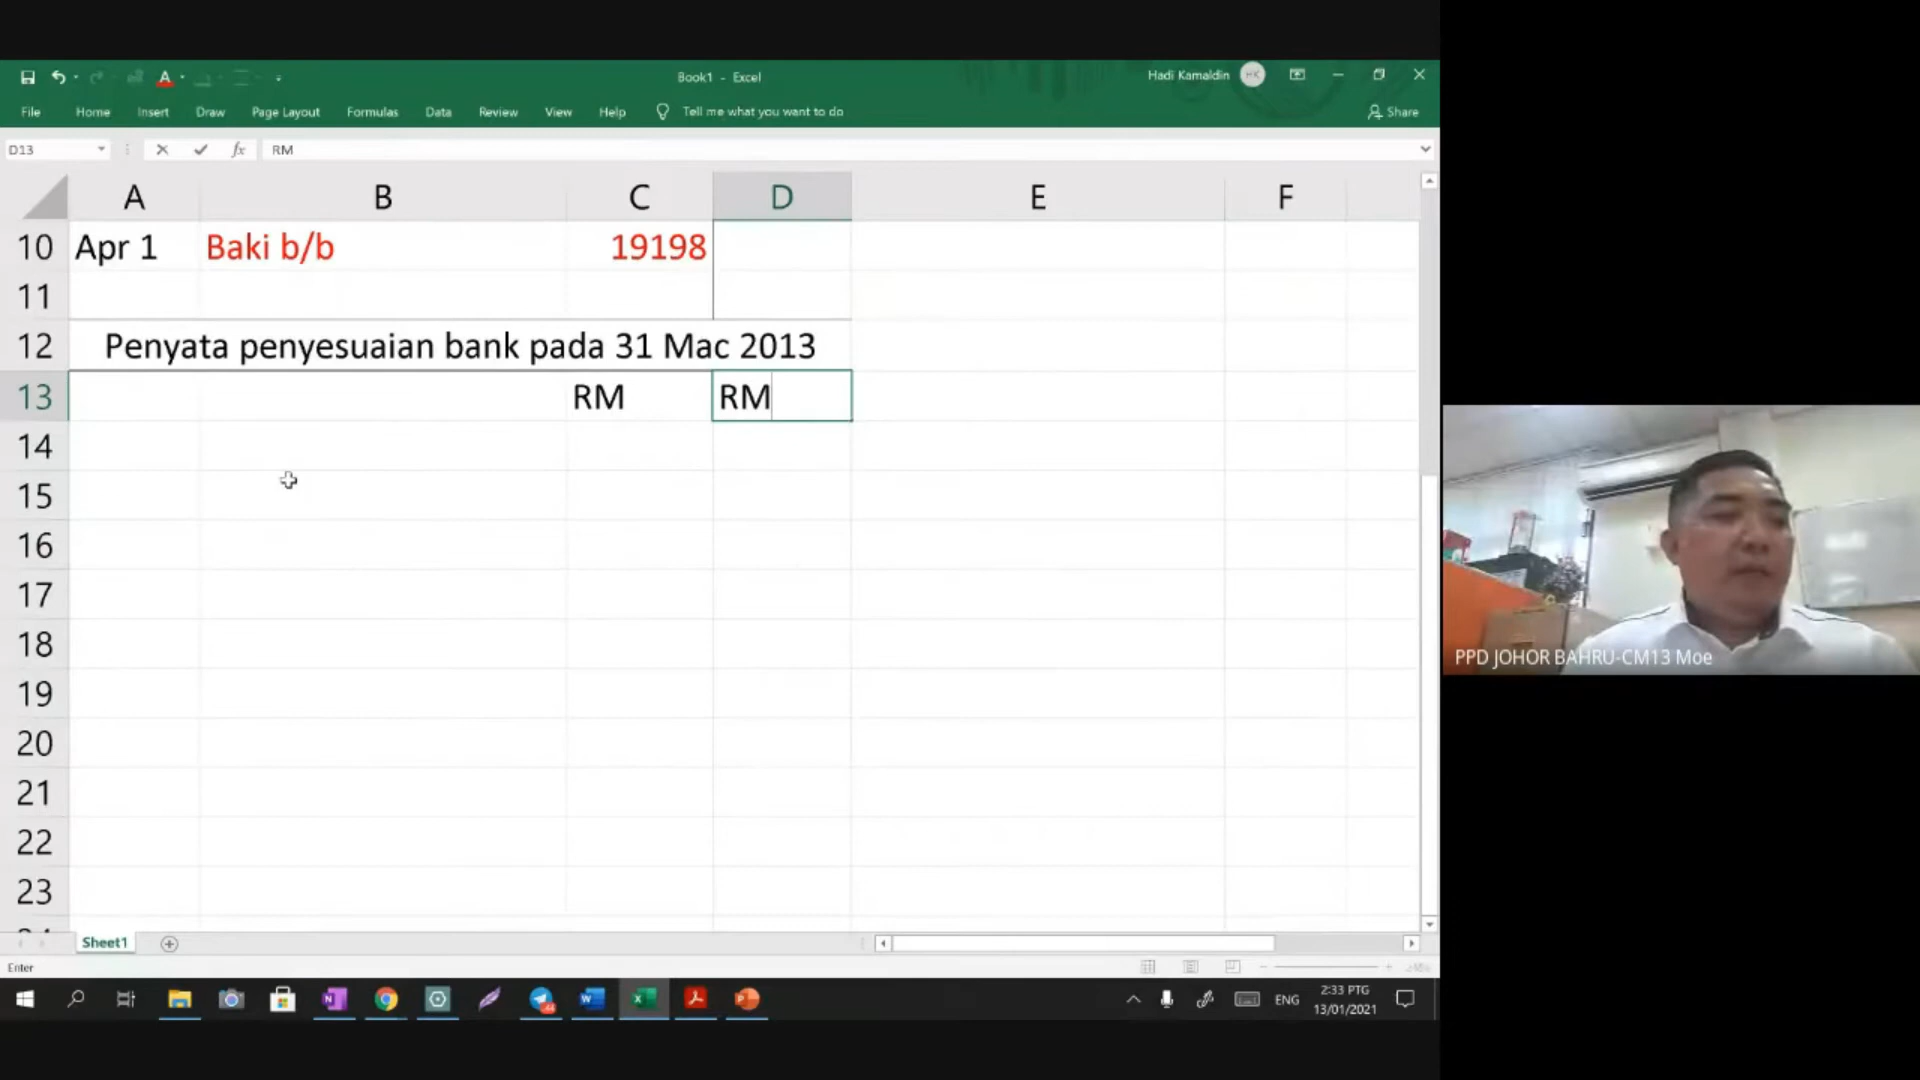 Book1 - Excel
Hadi Kamaldin HK
File Home Insert Draw Page Layout Formulas Data Review View Help Tell me what you want to do Share
D13 fx RM
A B C D E F
10 Apr 1 Baki b/b 19198
11
12 Penyata penyesuaian bank pada 31 Mac 2013
13 RM RM
14
15
16
17
18
19
20
21
22
23
PPD JOHOR BAHRU-CM13 Moe
Sheet1
Enter
ENG
2:33 PTG
13/01/2021